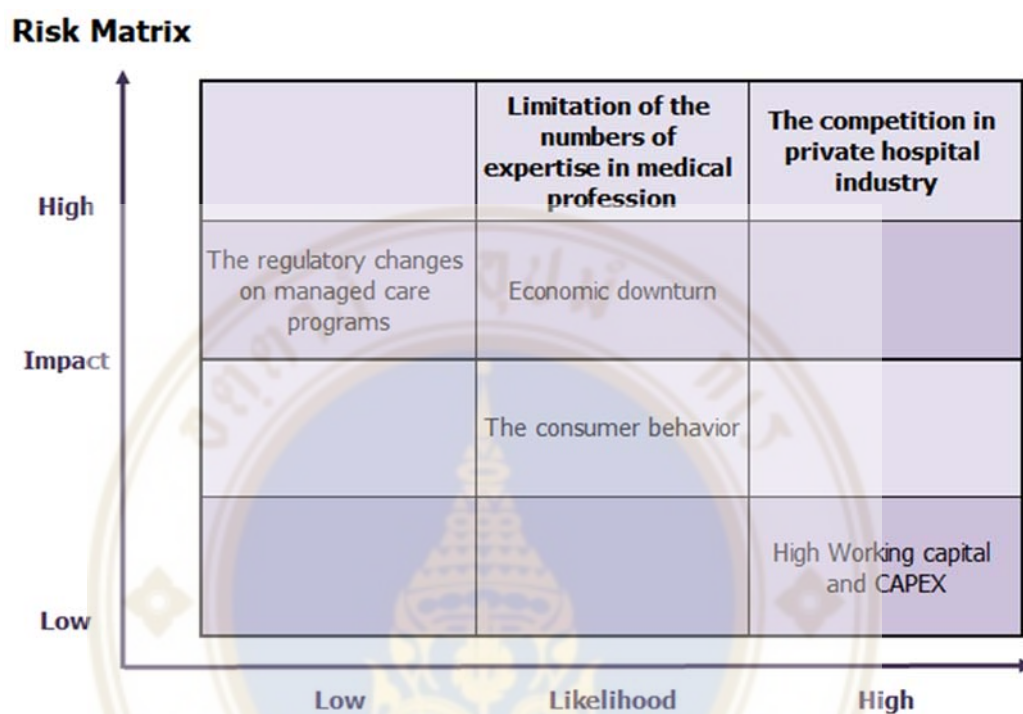 Risk Matrix
Limitation of the
numbers of
expertise in medical
profession
The competition in
private hospital
industry
High
The regulatory changes
on managed care
programs
Economic downturn
Impact
The consumer behavior
High Working capital
and CAPEX
Low
Low
Likelihood
High